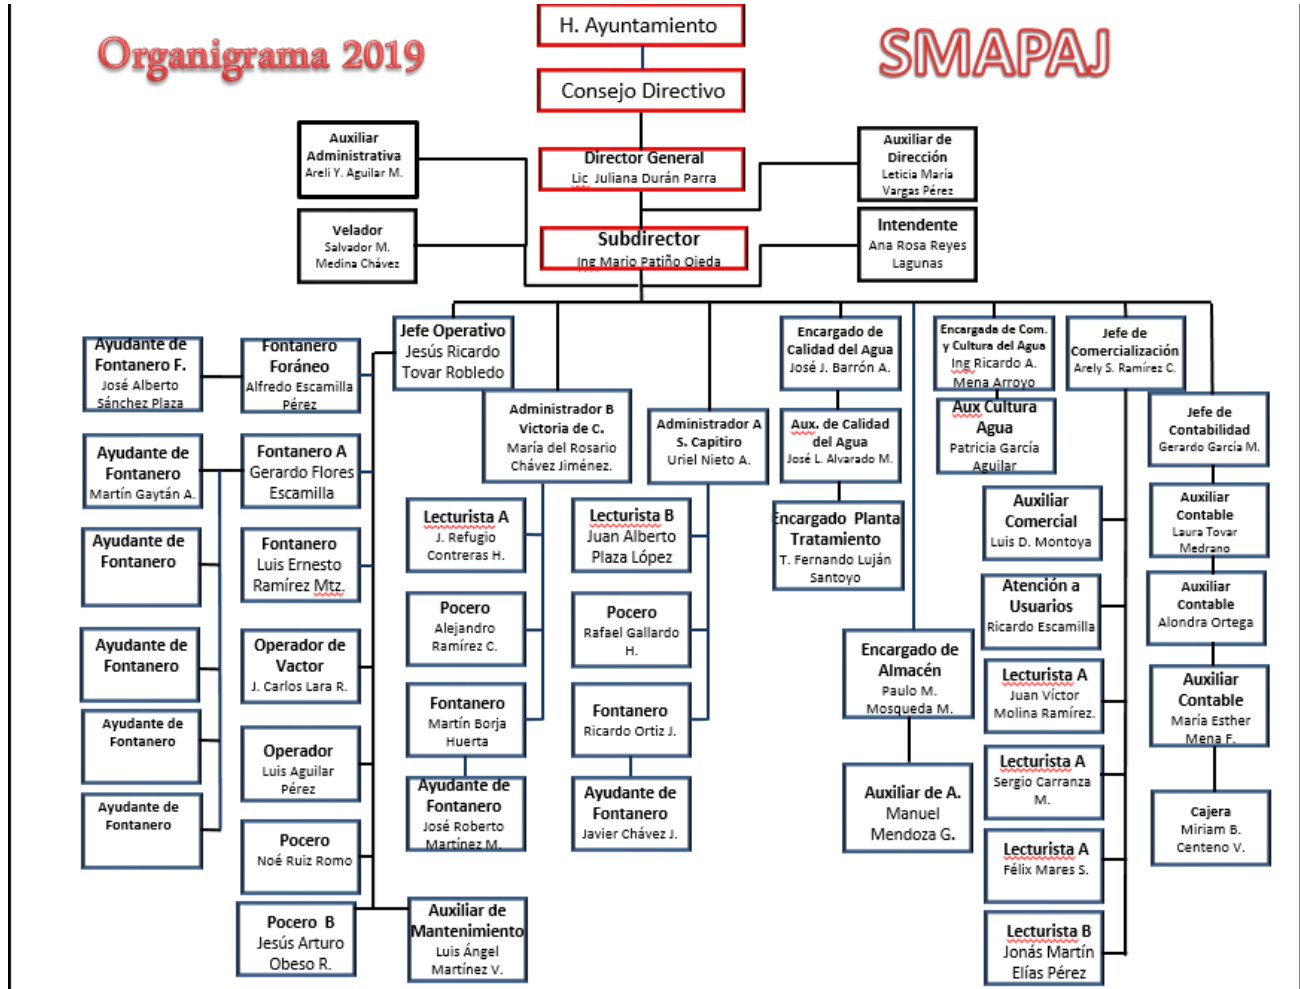 Organigrama 2019
SMAPAJ
H. Ayuntamiento
Consejo Directivo
Director General
Lic Juliana Durán Parra
Subdirector
Ing Mario Patiño Ojeda
Auxiliar
Administrativa
Areli Y. Aguilar M.
Velador
Salvador M.
Medina Chávez
Auxiliar de
Dirección
Leticia María
Vargas Pérez
Intendente
Ana Rosa Reyes
Lagunas
Jefe Operativo
Jesús Ricardo
Tovar Robledo
Ayudante de
Fontanero F.
José Alberto
Sánchez Plaza
Fontanero
Foráneo
Alfredo Escamilla
Pérez
Ayudante de
Fontanero
Martín Gaytán A.
Fontanero A
Gerardo Flores
Escamilla
Ayudante de
Fontanero
Fontanero
Luis Ernesto
Ramírez Mtz.
Ayudante de
Fontanero
Operador de
Vactor
J. Carlos Lara R.
Ayudante de
Fontanero
Operador
Luis Aguilar
Pérez
Ayudante de
Fontanero
Pocero
Noé Ruiz Romo
Pocero B
Jesús Arturo
Obeso R.
Auxiliar de
Mantenimiento
Luis Ángel
Martínez V.
Administrador B
Victoria de C.
María del Rosario
Chávez Jiménez.
Lecturista A
J. Refugio
Contreras H.
Pocero
Alejandro
Ramírez C.
Fontanero
Martín Borja
Huerta
Ayudante de
Fontanero
José Roberto
Martínez M.
Administrador A
S. Capitiro
Uriel Nieto A.
Lecturista B
Juan Alberto
Plaza López
Pocero
Rafael Gallardo
H.
Fontanero
Ricardo Ortiz J.
Ayudante de
Fontanero
Javier Chávez J.
Encargado de
Calidad del Agua
José J. Barrón A.
Aux. de Calidad
del Agua
José L. Alvarado M.
Encargado Planta
Tratamiento
T. Fernando Luján
Santoyo
Encargado de
Almacén
Paulo M.
Mosqueda M.
Auxiliar de A.
Manuel
Mendoza G.
Encargada de Com.
y Cultura del Agua
Ing Ricardo A.
Mena Arroyo
Aux Cultura
Agua
Patricia García
Aguilar
Jefe de
Comercialización
Arely S. Ramírez C.
Auxiliar
Comercial
Luis D. Montoya
Atención a
Usuarios
Ricardo Escamilla
Lecturista A
Juan Víctor
Molina Ramírez.
Lecturista A
Sergio Carranza
M.
Lecturista A
Félix Mares S.
Lecturista B
Jonás Martín
Elías Pérez
Jefe de
Contabilidad
Gerardo García M.
Auxiliar
Contable
Laura Tovar
Medrano
Auxiliar
Contable
Alondra Ortega
Auxiliar
Contable
María Esther
Mena F.
Cajera
Miriam B.
Centeno V.